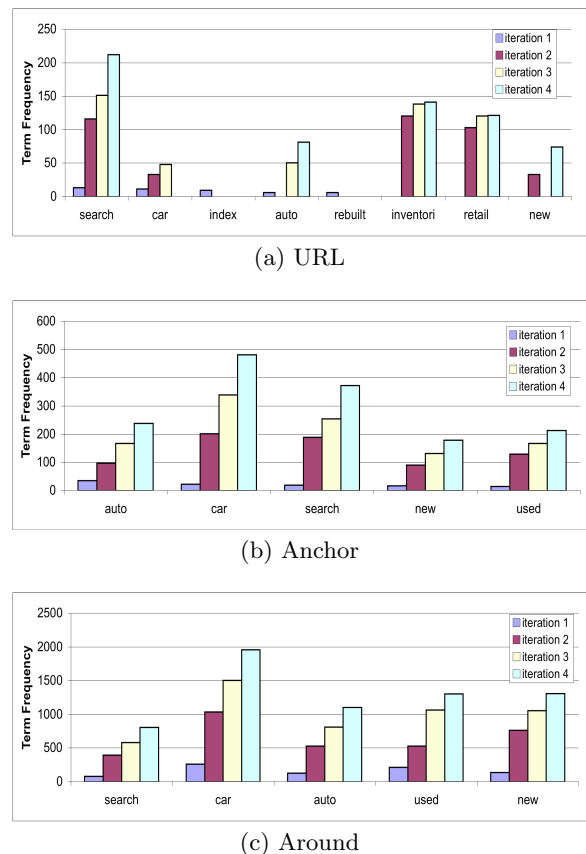 250
200
150
100
50
0
Term Frequency
iteration 1
iteration 2
iteration 3
iteration 4
search car index auto rebuilt inventori retail new
(a) URL
600
500
400
300
200
100
0
Term Frequency
iteration 1
iteration 2
iteration 3
iteration 4
auto car search new used
(b) Anchor
2500
2000
1500
1000
500
0
Term Frequency
iteration 1
iteration 2
iteration 3
iteration 4
search car auto used new
(c) Around